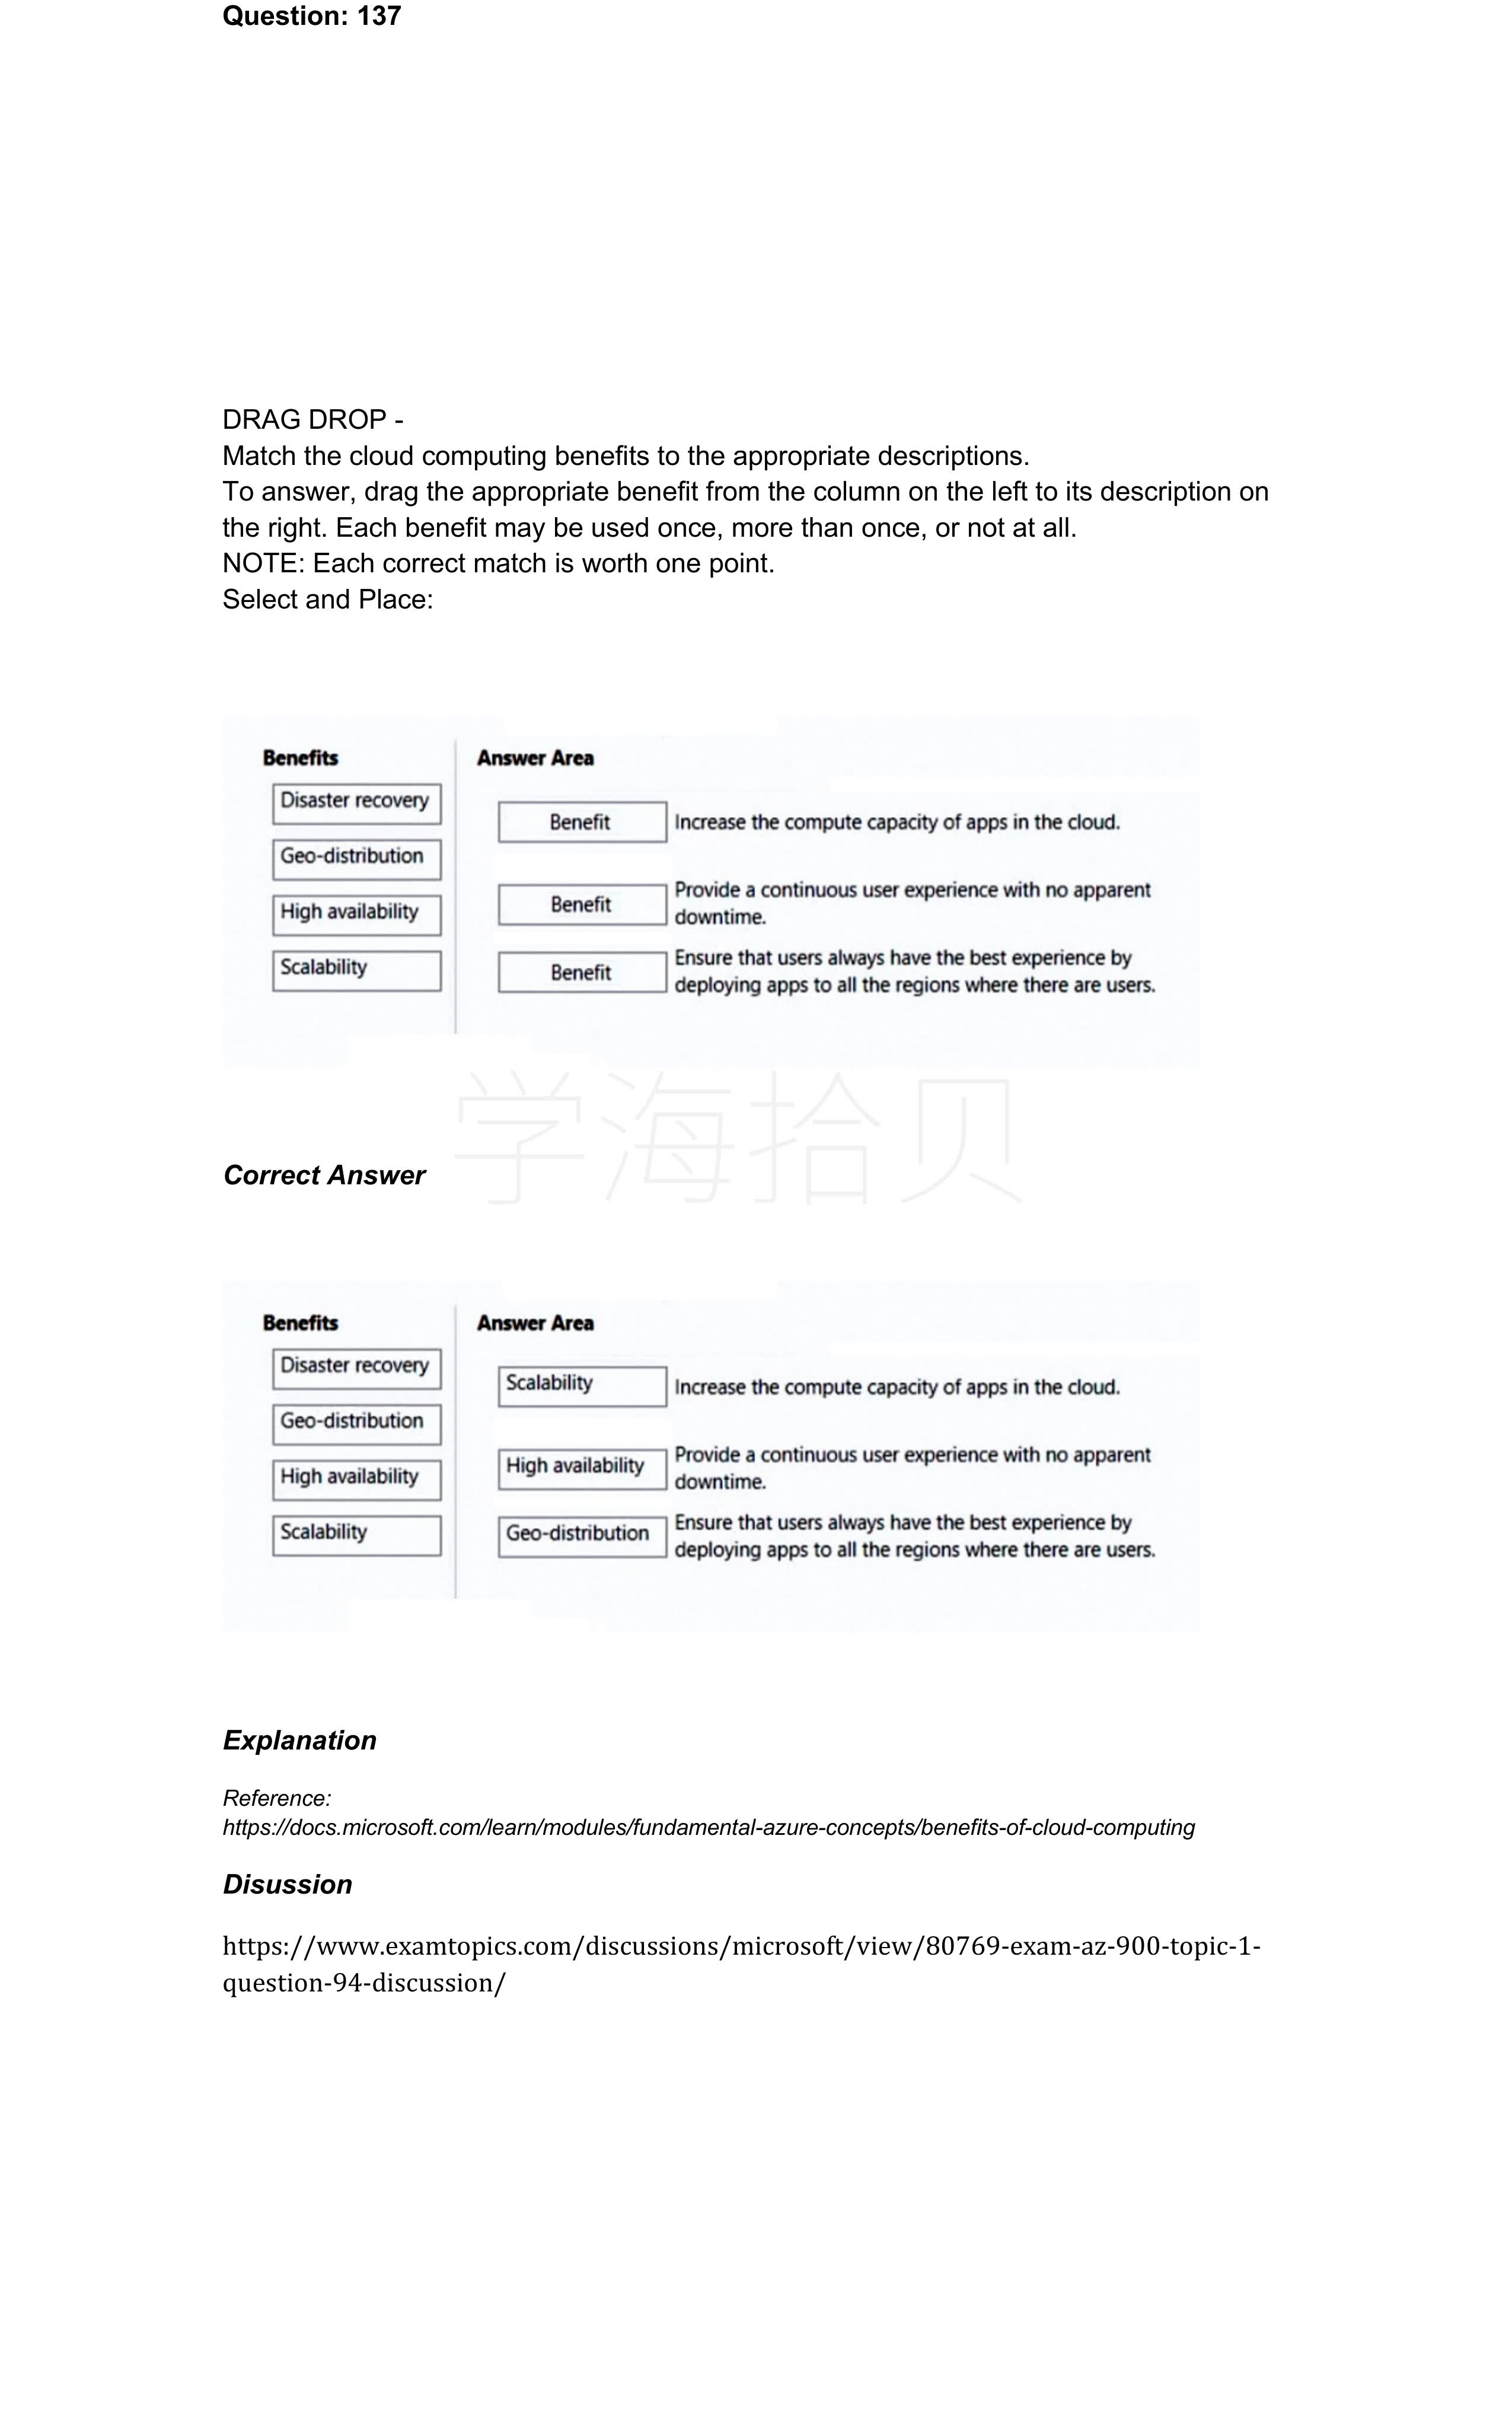 Question: 137
DRAG DROP -
Match the cloud computing benefits to the appropriate descriptions.
To answer, drag the appropriate benefit from the column on the left to its description on
the right. Each benefit may be used once, more than once, or not at all.
NOTE: Each correct match is worth one point.
Select and Place:
Benefits
Disaster recovery
Geo-distribution
High availability
Scalability
Answer Area
Benefit Increase the compute capacity of apps in the cloud.
Benefit Provide a continuous user experience with no apparent
downtime.
Benefit Ensure that users always have the best experience by
deploying apps to all the regions where there are users.
学海拾贝
Correct Answer
Benefits
Disaster recovery
Geo-distribution
High availability
Scalability
Answer Area
Scalability Increase the compute capacity of apps in the cloud.
High availability Provide a continuous user experience with no apparent
downtime.
Geo-distribution Ensure that users always have the best experience by
deploying apps to all the regions where there are users.
Explanation
Reference:
https://docs.microsoft.com/learn/modules/fundamental-azure-concepts/benefits-of-cloud-computing
Disussion
https://www.examtopics.com/discussions/microsoft/view/80769-exam-az-900-topic-1-
question-94-discussion/